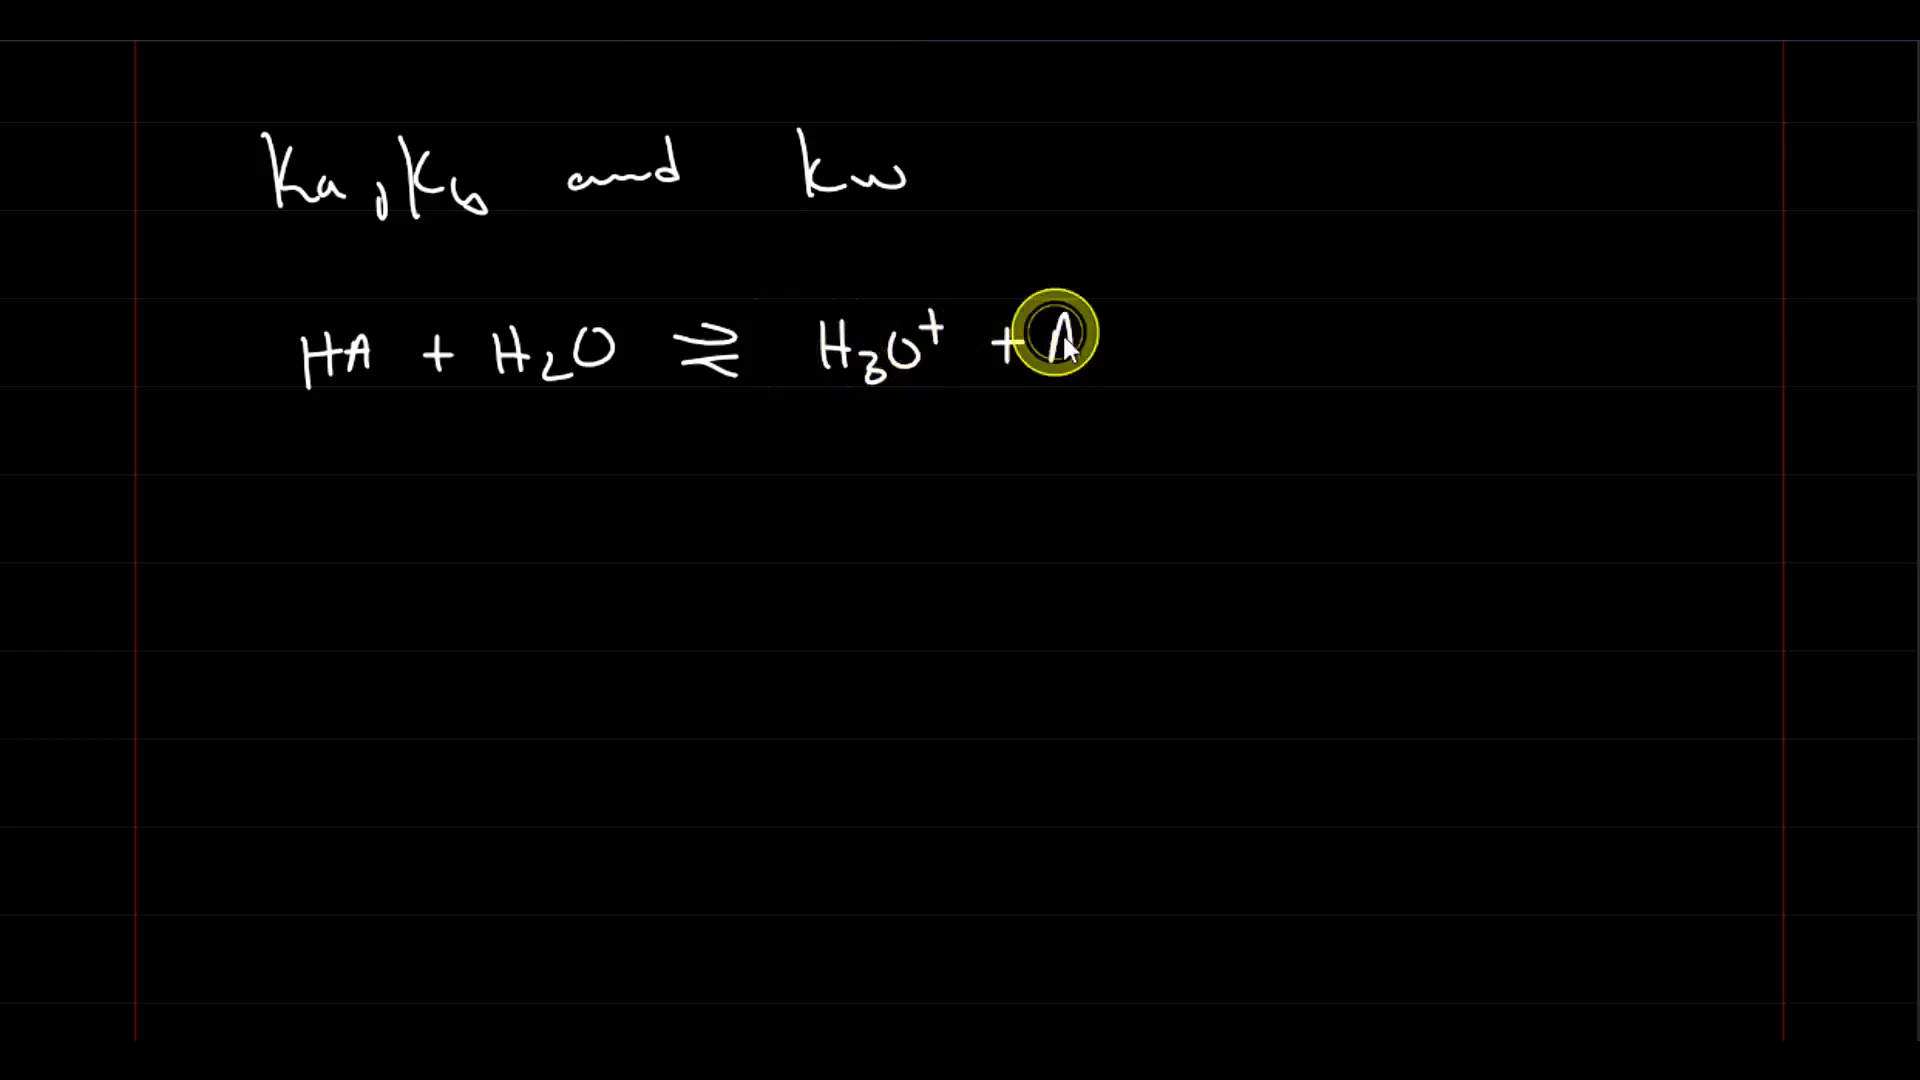 Ka, Kb and kw
HA + H₂O ⇌ H₃O⁺ + A